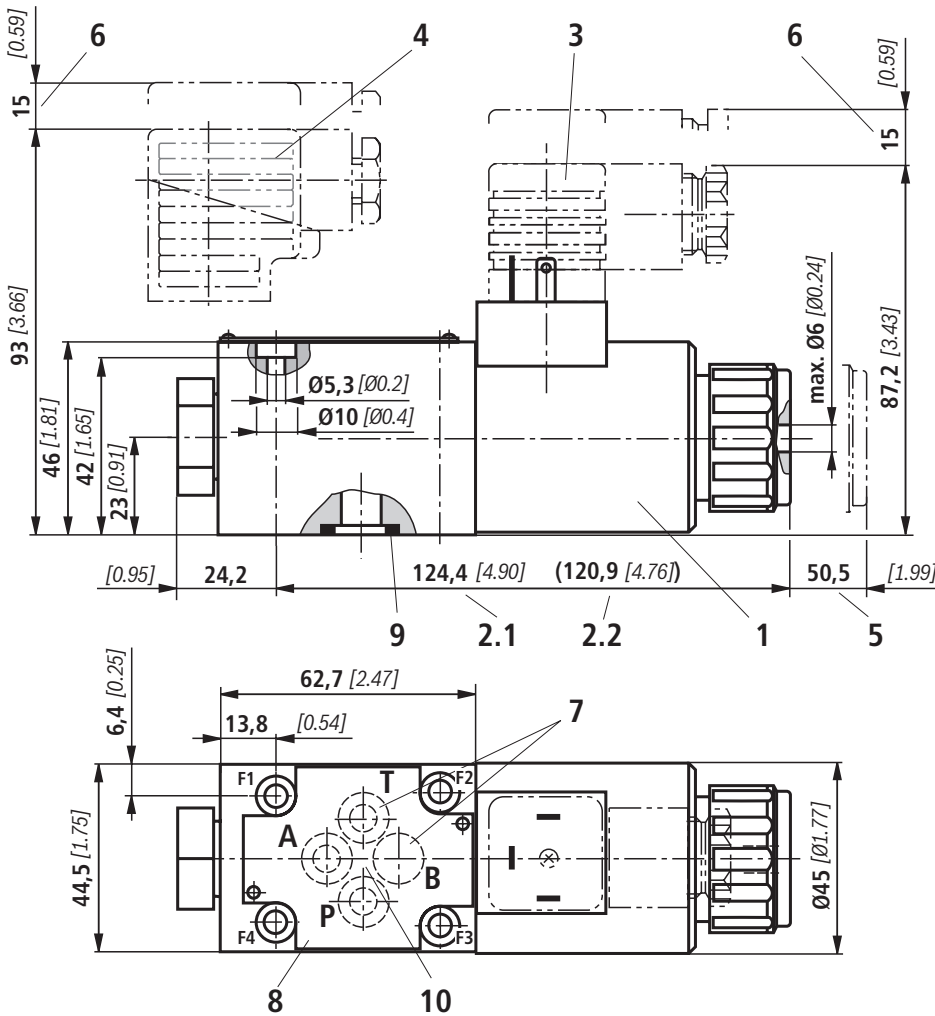 6
4
3
6
[0.59]
15
93 [3.66]
46 [1.81]
42 [1.65]
23 [0.91]
Ø5,3 [Ø0.2]
Ø10 [Ø0.4]
max. Ø6 [Ø0.24]
87,2 [3.43]
15
[0.59]
[0.95] 24,2 124,4 [4.90] (120,9 [4.76]) 50,5 [1.99]
9 2.1 2.2 1 5
62,7 [2.47]
13,8 [0.54]
6,4 [0.25]
44,5 [1.75]
7
F1 T F2
A
B
P
F4 F3
Ø45 [Ø1.77]
8 10